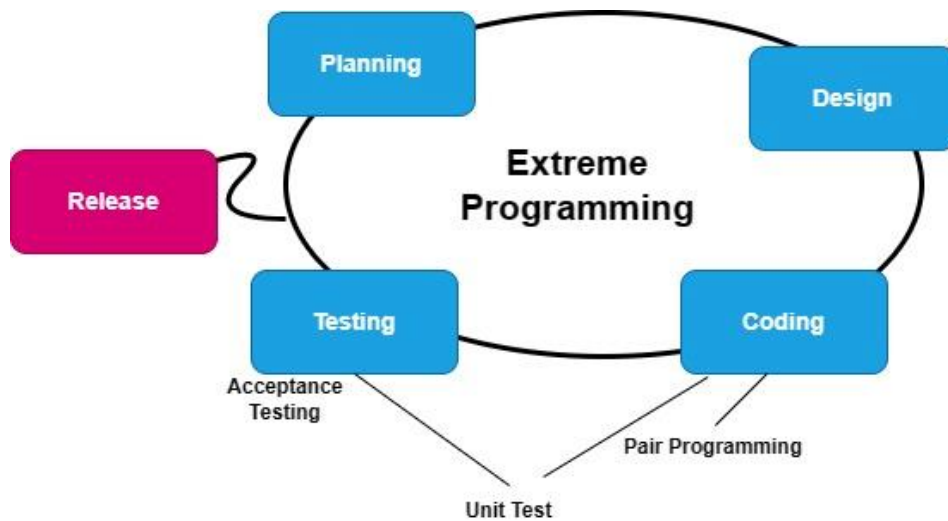 Planning
Design
Extreme
Programming
Release
Testing
Coding
Acceptance
Testing
Pair Programming
Unit Test